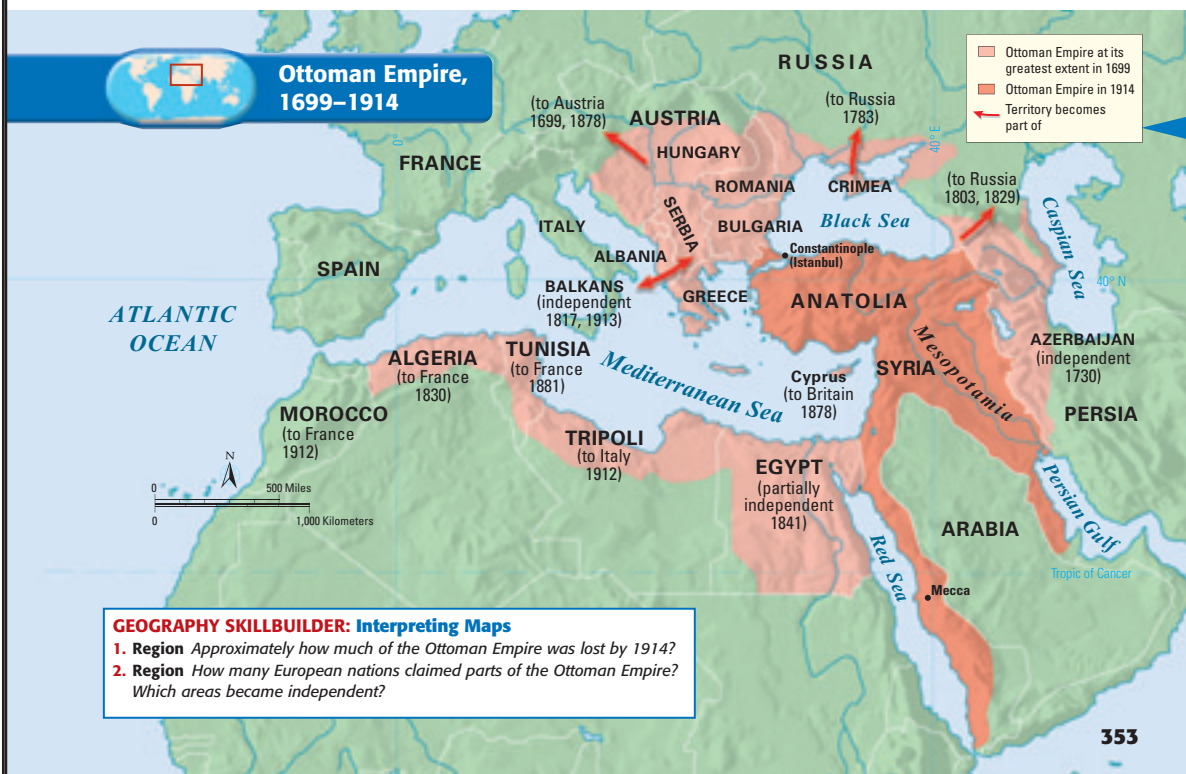 Ottoman Empire,
1699–1914
Ottoman Empire at its
greatest extent in 1699
Ottoman Empire in 1914
Territory becomes
part of
RUSSIA
(to Austria
1699, 1878)
AUSTRIA
(to Russia
1783)
0°
40° E
FRANCE
HUNGARY
ROMANIA
CRIMEA
(to Russia
1803, 1829)
Caspian Sea
SERBIA
BULGARIA
Black Sea
ITALY
Constantinople
(Istanbul)
ALBANIA
SPAIN
BALKANS
(independent
1817, 1913)
GREECE
ANATOLIA
40° N
ATLANTIC
OCEAN
Mesopotamia
AZERBAIJAN
(independent
1730)
ALGERIA
(to France
1830)
TUNISIA
(to France
1881)
Mediterranean Sea
Cyprus
(to Britain
1878)
SYRIA
PERSIA
MOROCCO
(to France
1912)
TRIPOLI
(to Italy
1912)
EGYPT
(partially
independent
1841)
N
0 500 Miles
0 1,000 Kilometers
Persian Gulf
ARABIA
Red Sea
Tropic of Cancer
Mecca
GEOGRAPHY SKILLBUILDER: Interpreting Maps
1. Region Approximately how much of the Ottoman Empire was lost by 1914?
2. Region How many European nations claimed parts of the Ottoman Empire?
Which areas became independent?
353